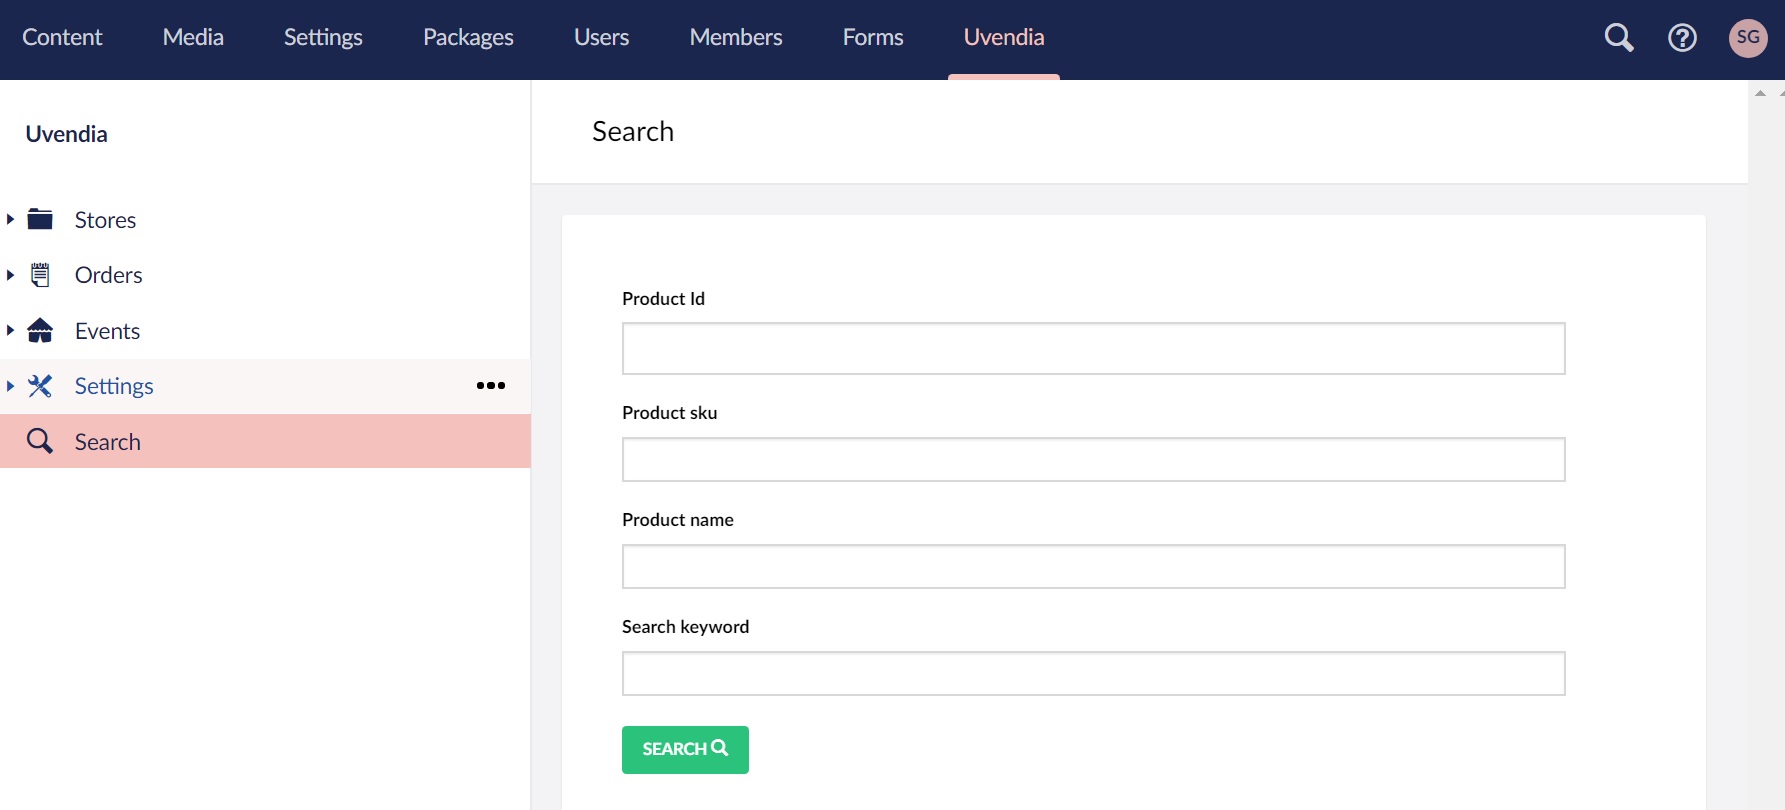 Content Media Settings Packages Users Members Forms Uvendia SG
Uvendia
Stores
Orders
Events
Settings
Search
Search
Product Id
Product sku
Product name
Search keyword
SEARCH